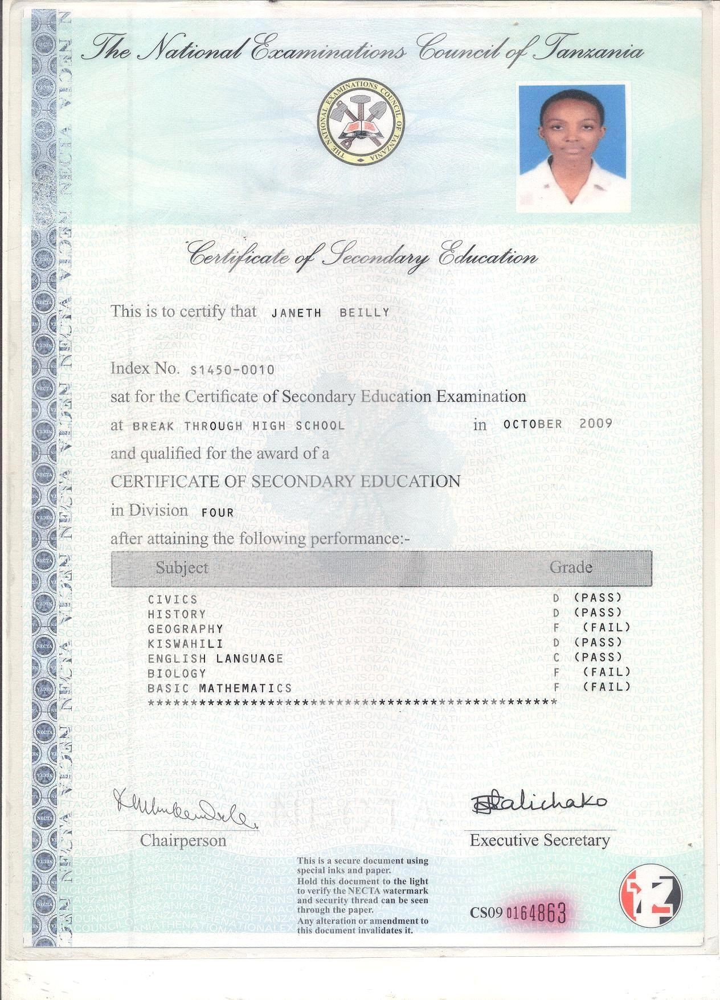 The National Examinations Council of Tanzania
THE NATIONAL EXAMINATIONS COUNCIL OF TANZANIA
Certificate of Secondary Education
This is to certify that JANETH BEILLY
Index No. S1450-0010
sat for the Certificate of Secondary Education Examination
at BREAK THROUGH HIGH SCHOOL in OCTOBER 2009
and qualified for the award of a
CERTIFICATE OF SECONDARY EDUCATION
in Division FOUR
after attaining the following performance:-
Subject Grade
CIVICS D (PASS)
HISTORY D (PASS)
GEOGRAPHY F (FAIL)
KISWAHILI D (PASS)
ENGLISH LANGUAGE C (PASS)
BIOLOGY F (FAIL)
BASIC MATHEMATICS F (FAIL)
************************************************
Chairperson Executive Secretary
This is a secure document using
special inks and paper.
Hold this document to the light
to verify the NECTA watermark
and security thread can be seen
through the paper.
Any alteration or amendment to
this document invalidates it.
CS09 0164863